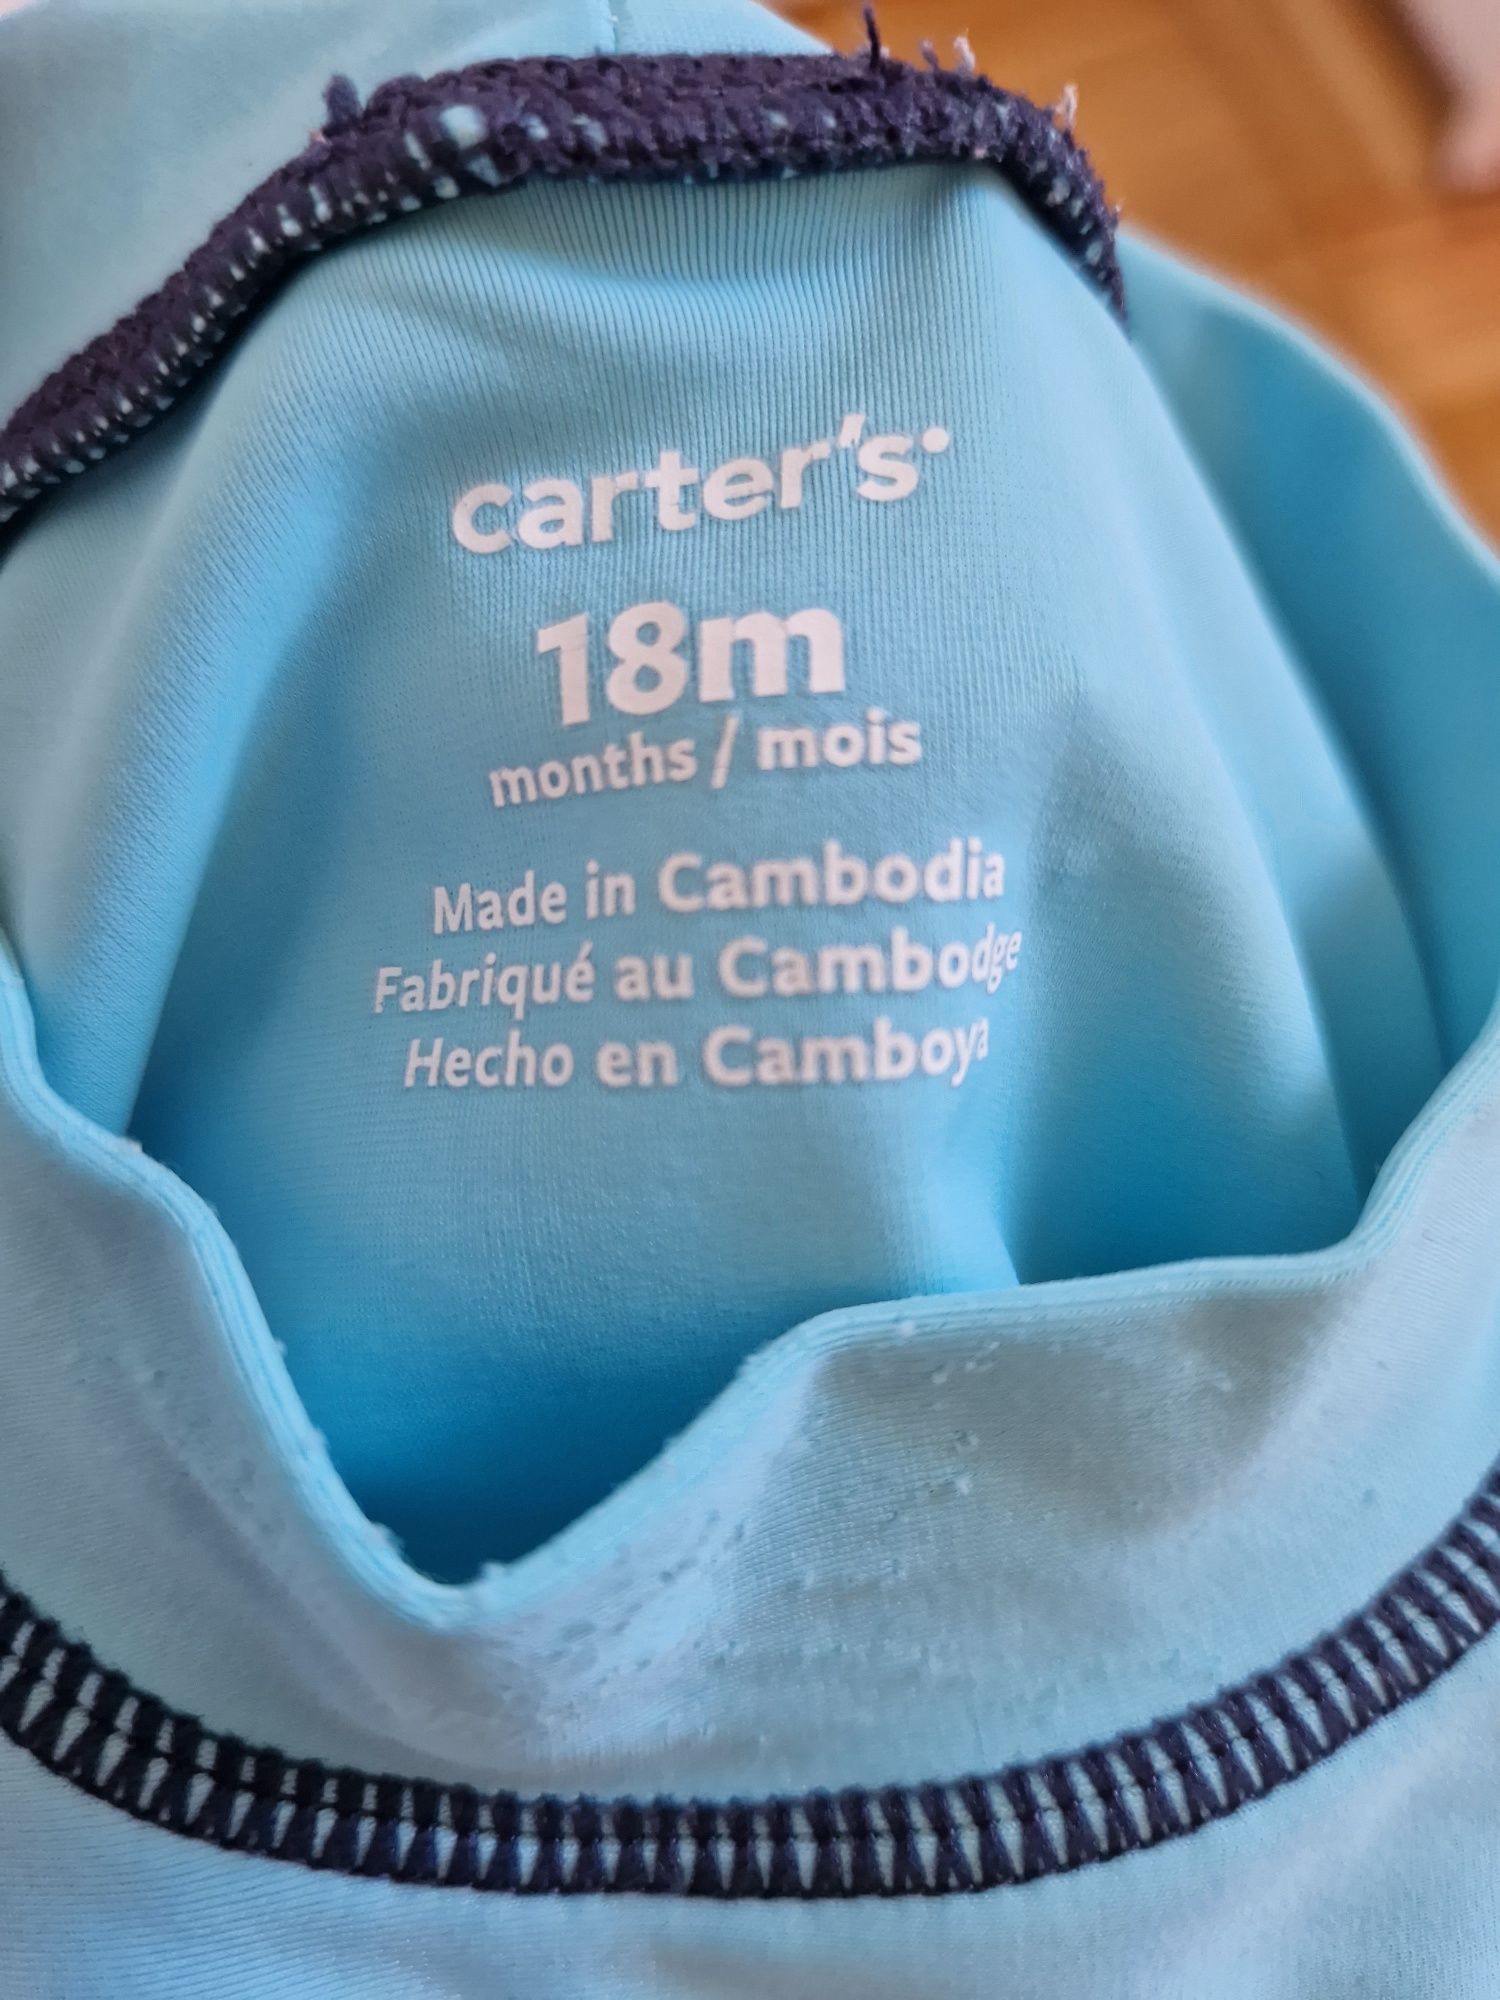 carter's
18m
months / mois
Made in Cambodia
Fabriqué au Cambodge
Hecho en Camboya